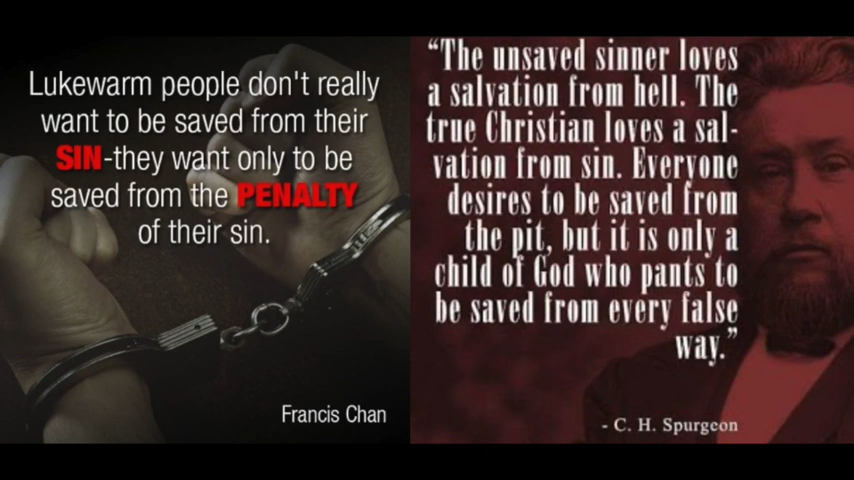 Lukewarm people don't really
want to be saved from their
SIN-they want only to be
saved from the PENALTY
of their sin.
Francis Chan
“The unsaved sinner loves
a salvation from hell. The
true Christian loves a sal-
vation from sin. Everyone
desires to be saved from
the pit, but it is only a
child of God who pants to
be saved from every false
way.”
- C. H. Spurgeon